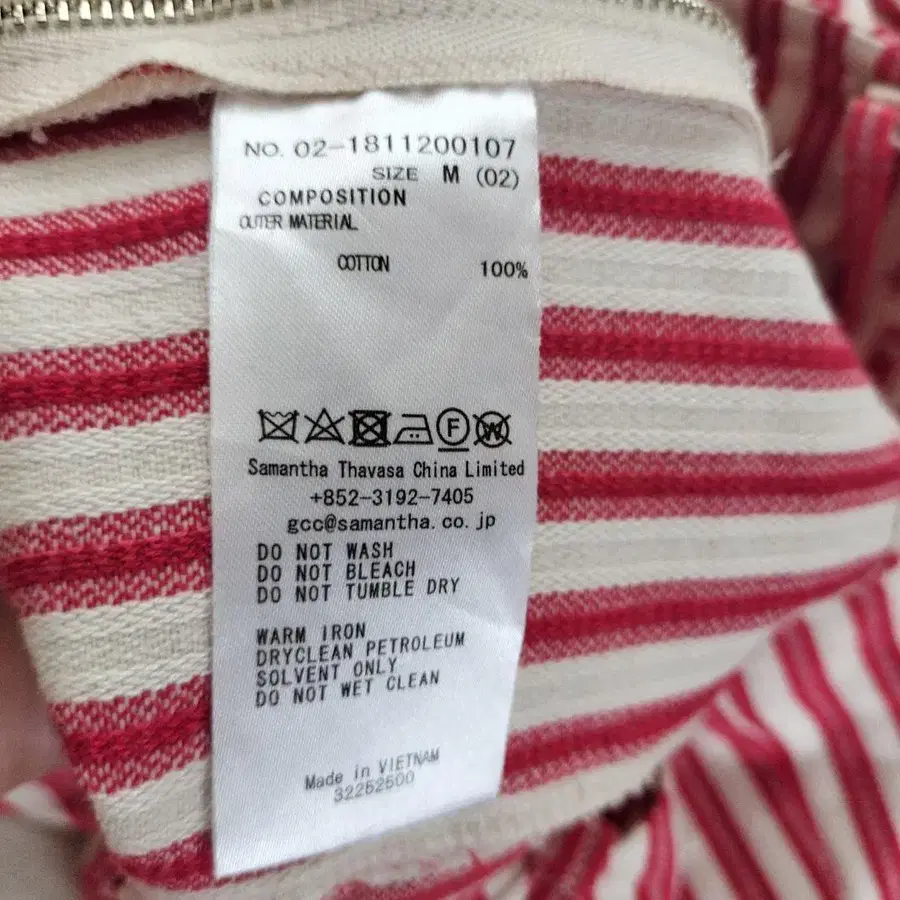 NO. 02-1811200107
SIZE M (02)
COMPOSITION
OUTER MATERIAL
COTTON 100%
F W
Samantha Thavasa China Limited
+852-3192-7405
gcc@samantha.co.jp
DO NOT WASH
DO NOT BLEACH
DO NOT TUMBLE DRY
WARM IRON
DRYCLEAN PETROLEUM
SOLVENT ONLY
DO NOT WET CLEAN
Made in VIETNAM
32252500